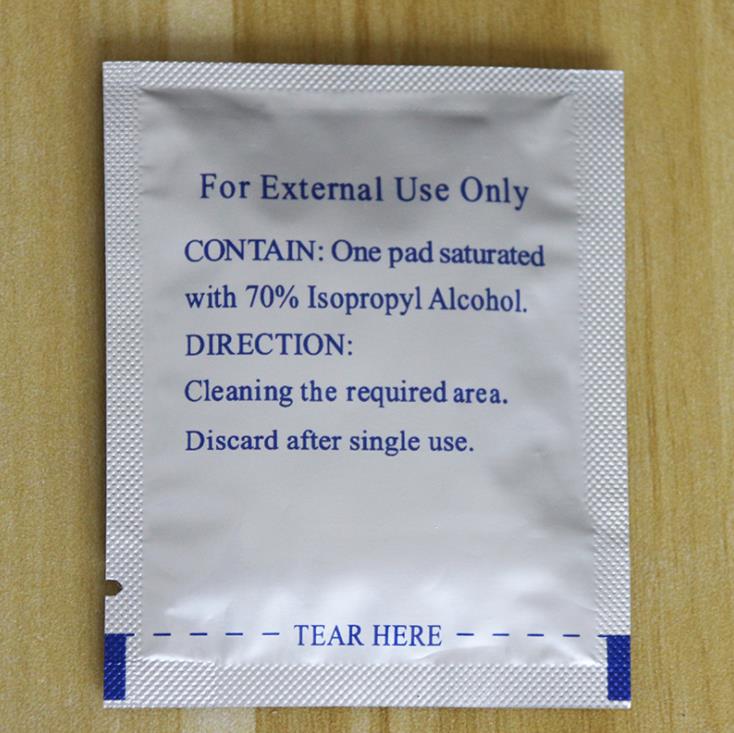 For External Use Only
CONTAIN: One pad saturated
with 70% Isopropyl Alcohol.
DIRECTION:
Cleaning the required area.
Discard after single use.
TEAR HERE